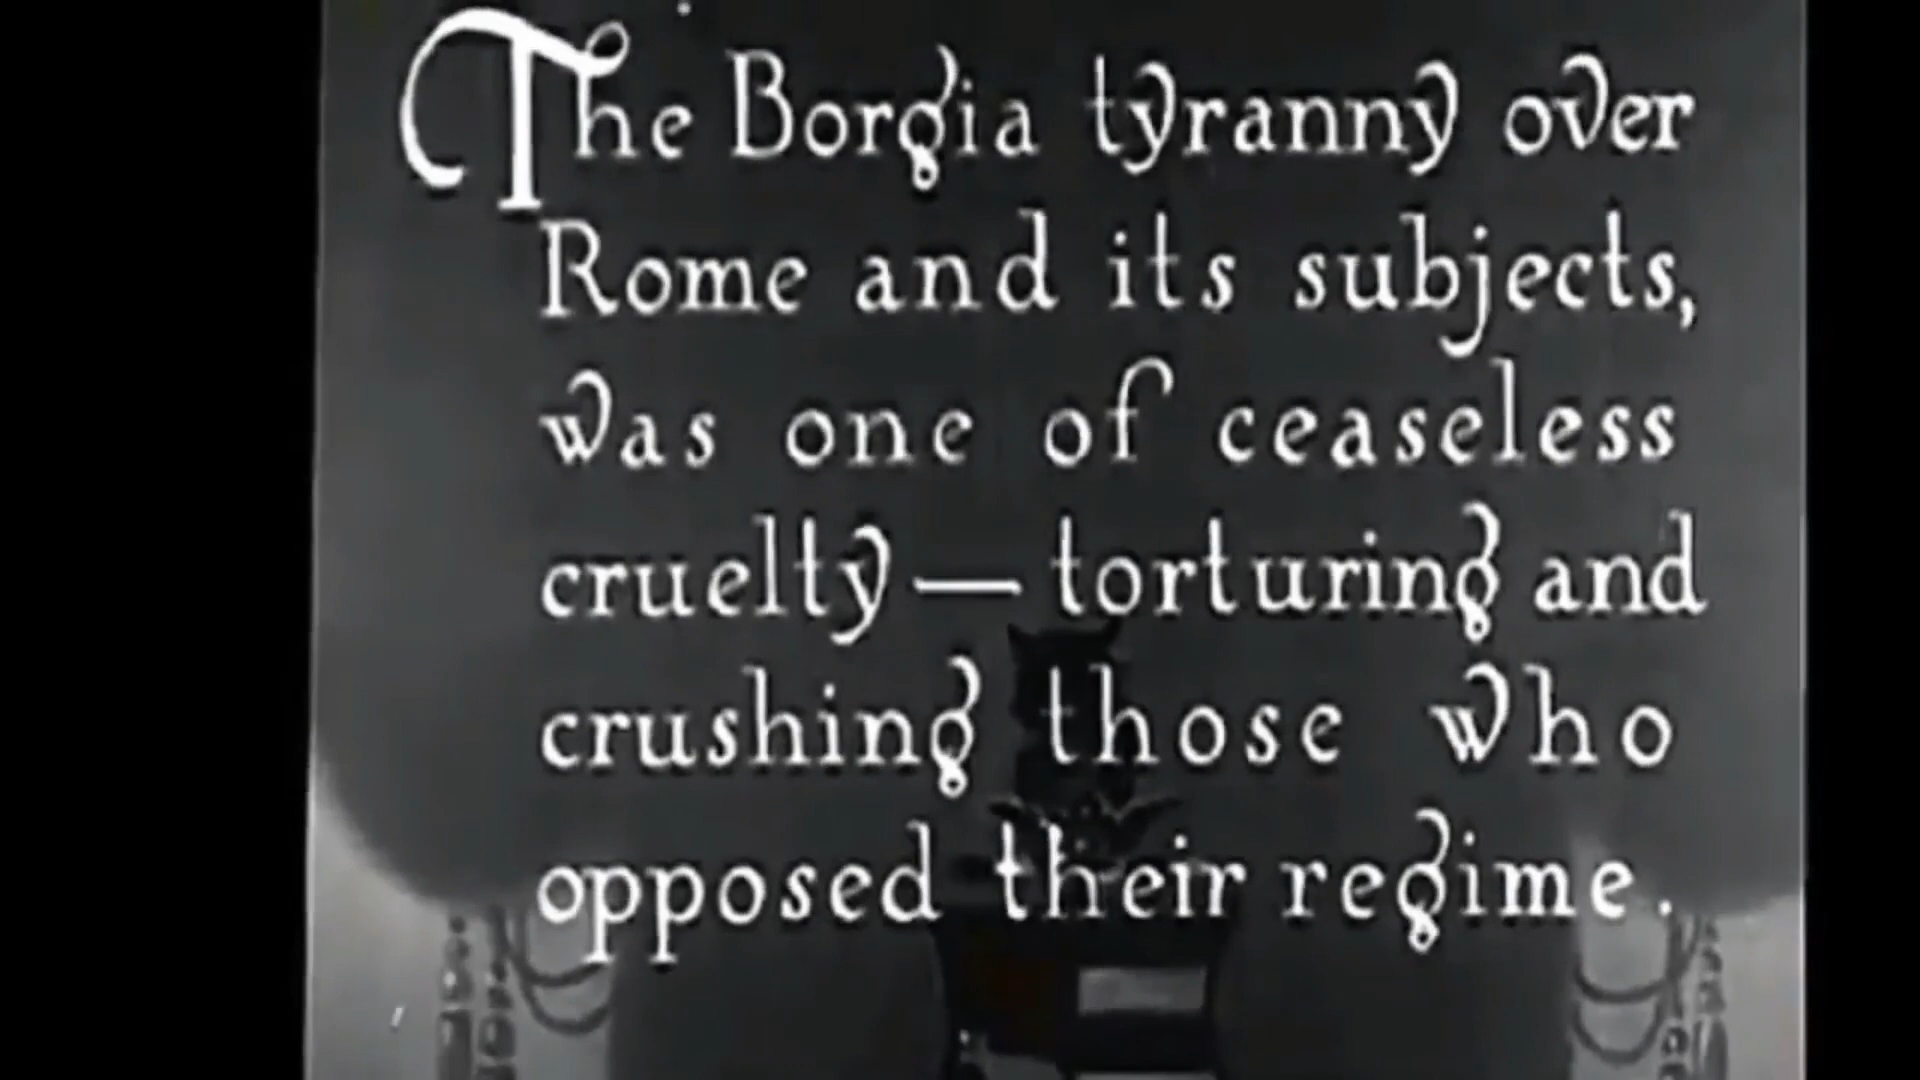 The Borgia tyranny over
Rome and its subjects,
was one of ceaseless
cruelty — torturing and
crushing those who
opposed their regime.